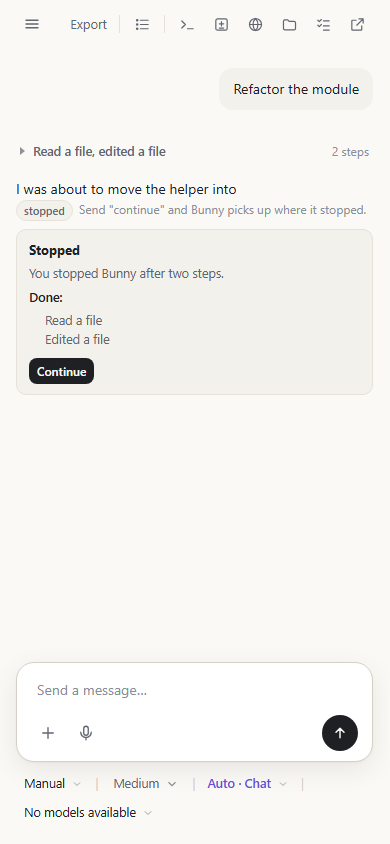 Export
Refactor the module
Read a file, edited a file 2 steps
I was about to move the helper into
stopped Send "continue" and Bunny picks up where it stopped.
Stopped
You stopped Bunny after two steps.
Done:
Read a file
Edited a file
Continue
Send a message...
Manual Medium Auto · Chat
No models available